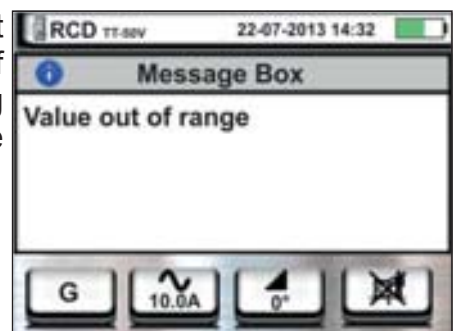 RCD TT-50V 22-07-2013 14:32
Message Box
Value out of range
G 10.0A 0°